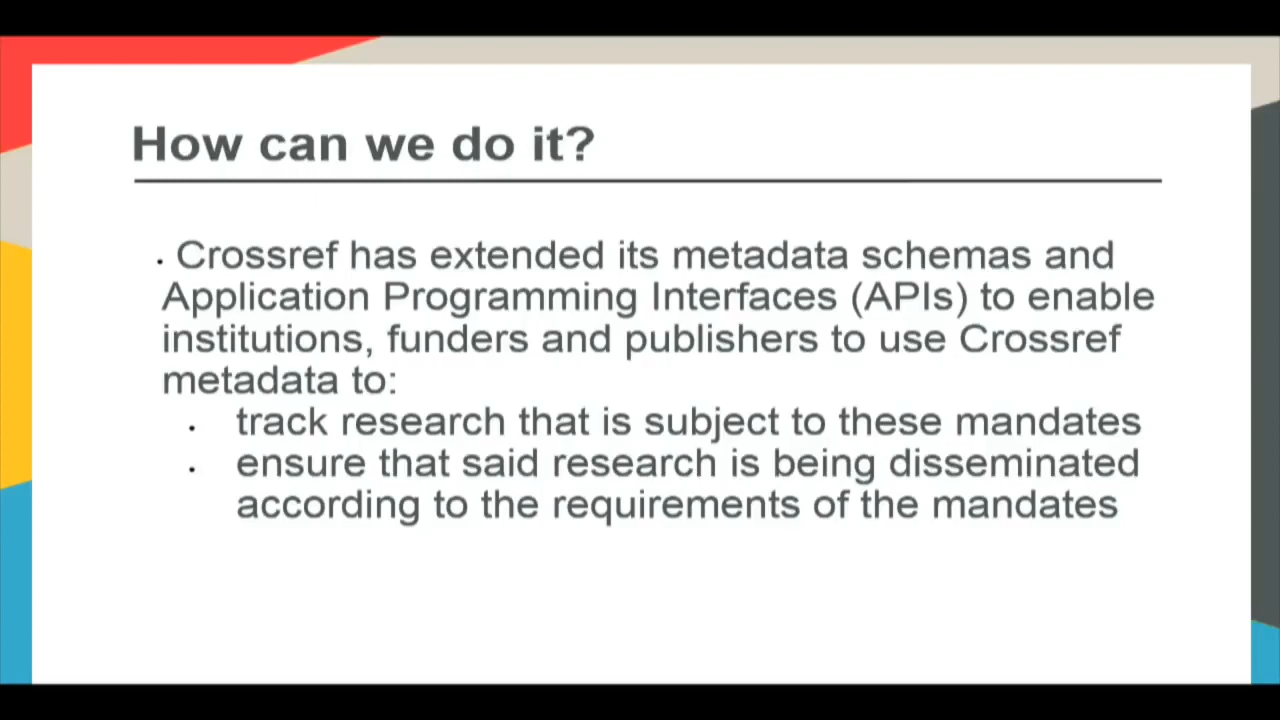 How can we do it?
· Crossref has extended its metadata schemas and
Application Programming Interfaces (APIs) to enable
institutions, funders and publishers to use Crossref
metadata to:
· track research that is subject to these mandates
· ensure that said research is being disseminated
according to the requirements of the mandates